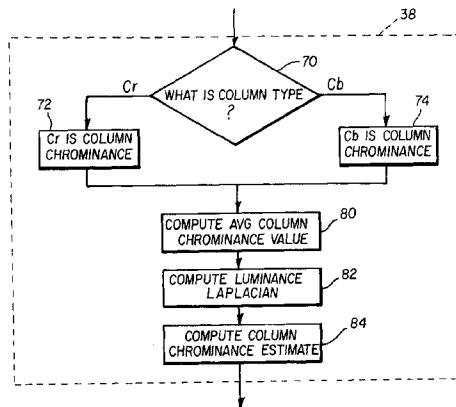 38
70
Cr
Cb
WHAT IS COLUMN TYPE
?
72
74
Cr IS COLUMN
CHROMINANCE
Cb IS COLUMN
CHROMINANCE
COMPUTE AVG COLUMN
CHROMINANCE VALUE
80
COMPUTE LUMINANCE
LAPLACIAN
82
COMPUTE COLUMN
CHROMINANCE ESTIMATE
84